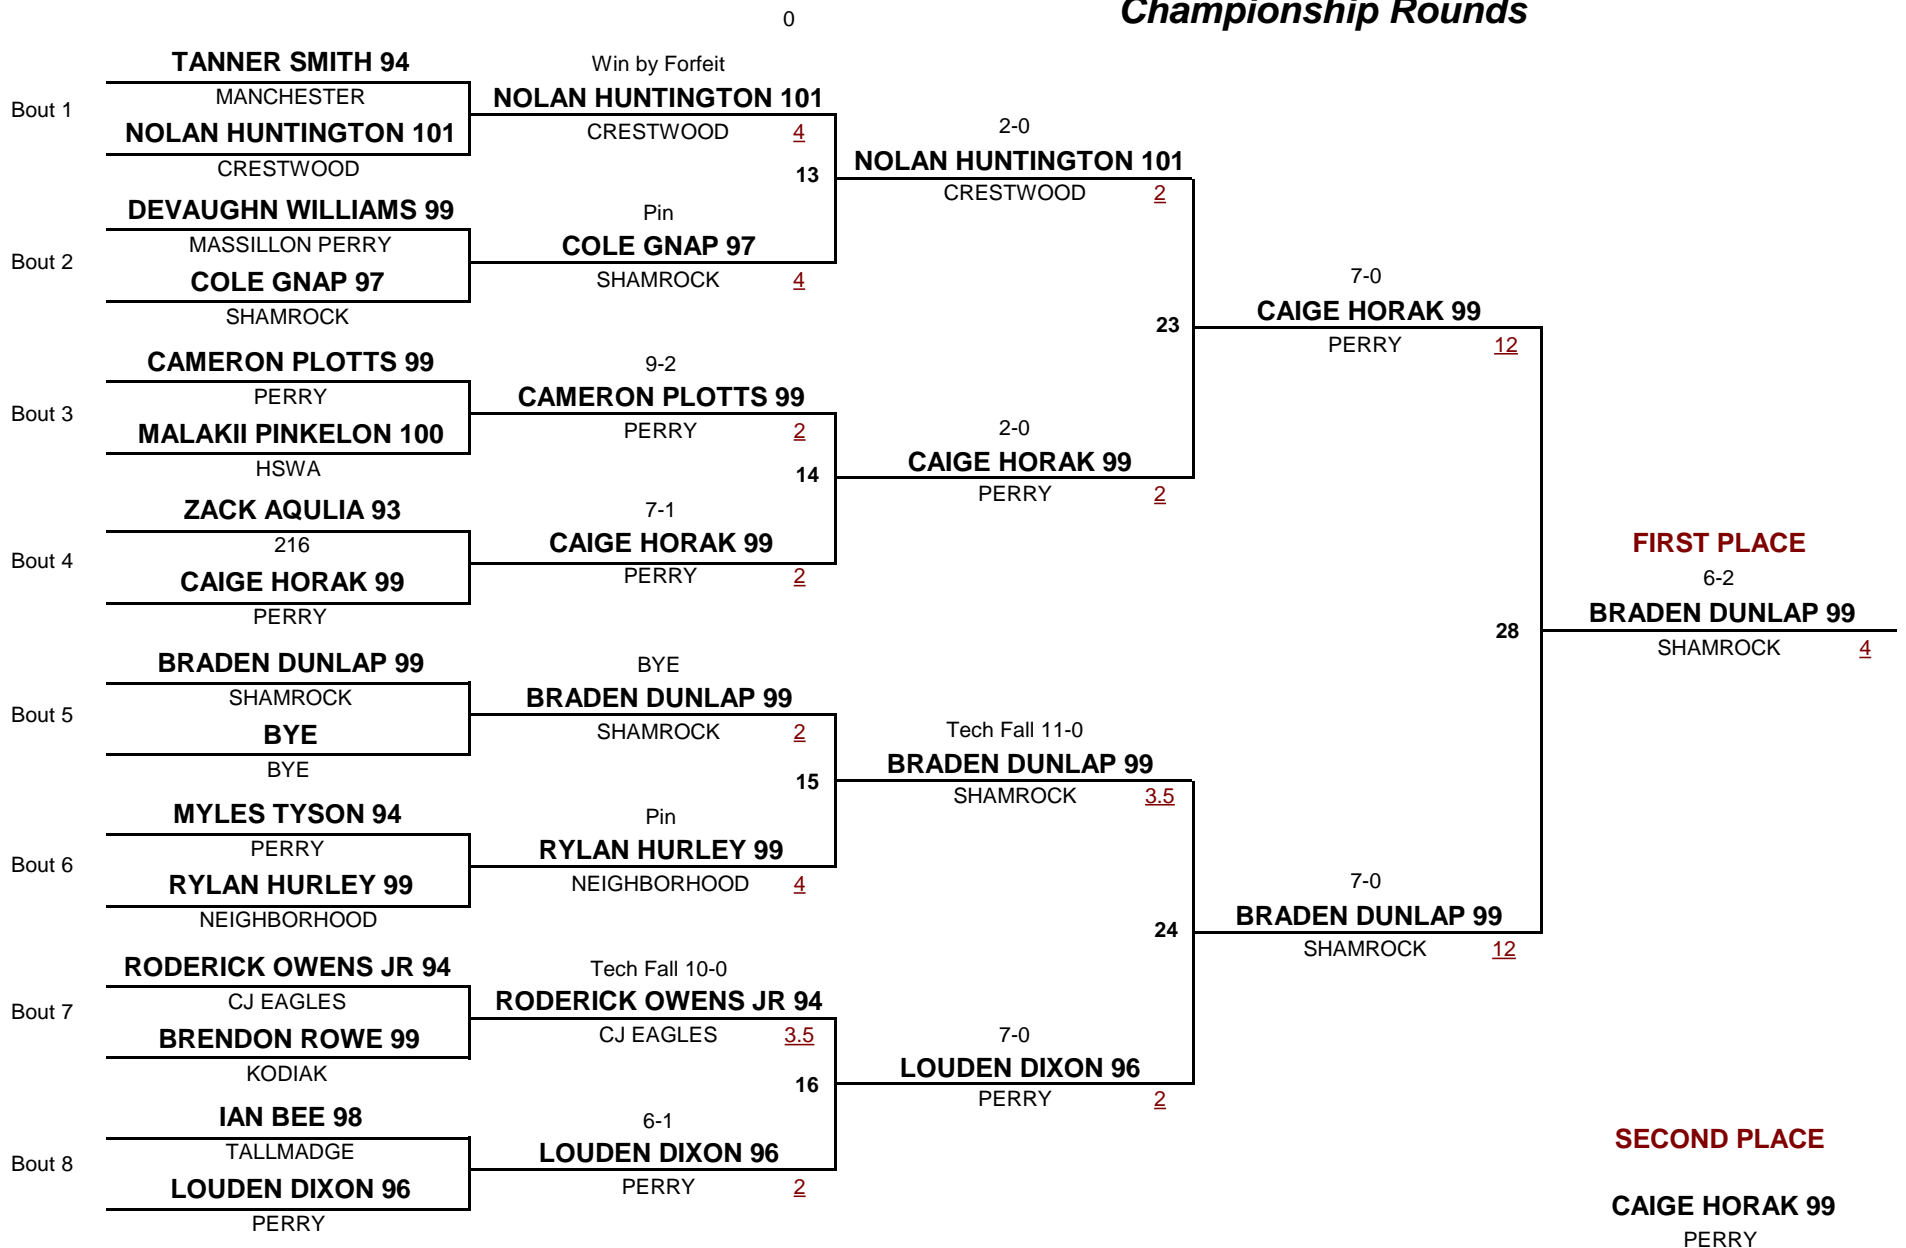 0
Championship Rounds
TANNER SMITH 94
Bout 1
MANCHESTER
NOLAN HUNTINGTON 101
CRESTWOOD
DEVAUGHN WILLIAMS 99
Bout 2
MASSILLON PERRY
COLE GNAP 97
SHAMROCK
CAMERON PLOTTS 99
Bout 3
PERRY
MALAKII PINKELON 100
HSWA
ZACK AQULIA 93
Bout 4
216
CAIGE HORAK 99
PERRY
BRADEN DUNLAP 99
Bout 5
SHAMROCK
BYE
BYE
MYLES TYSON 94
Bout 6
PERRY
RYLAN HURLEY 99
NEIGHBORHOOD
RODERICK OWENS JR 94
Bout 7
CJ EAGLES
BRENDON ROWE 99
KODIAK
IAN BEE 98
Bout 8
TALLMADGE
LOUDEN DIXON 96
PERRY
Win by Forfeit
NOLAN HUNTINGTON 101
CRESTWOOD 4
13
Pin
COLE GNAP 97
SHAMROCK 4
9-2
CAMERON PLOTTS 99
PERRY 2
14
7-1
CAIGE HORAK 99
PERRY 2
BYE
BRADEN DUNLAP 99
SHAMROCK 2
15
Pin
RYLAN HURLEY 99
NEIGHBORHOOD 4
Tech Fall 10-0
RODERICK OWENS JR 94
CJ EAGLES 3.5
16
6-1
LOUDEN DIXON 96
PERRY 2
2-0
NOLAN HUNTINGTON 101
CRESTWOOD 2
23
2-0
CAIGE HORAK 99
PERRY 2
Tech Fall 11-0
BRADEN DUNLAP 99
SHAMROCK 3.5
24
7-0
LOUDEN DIXON 96
PERRY 2
7-0
CAIGE HORAK 99
PERRY 12
28
7-0
BRADEN DUNLAP 99
SHAMROCK 12
FIRST PLACE
6-2
BRADEN DUNLAP 99
SHAMROCK 4
SECOND PLACE
CAIGE HORAK 99
PERRY